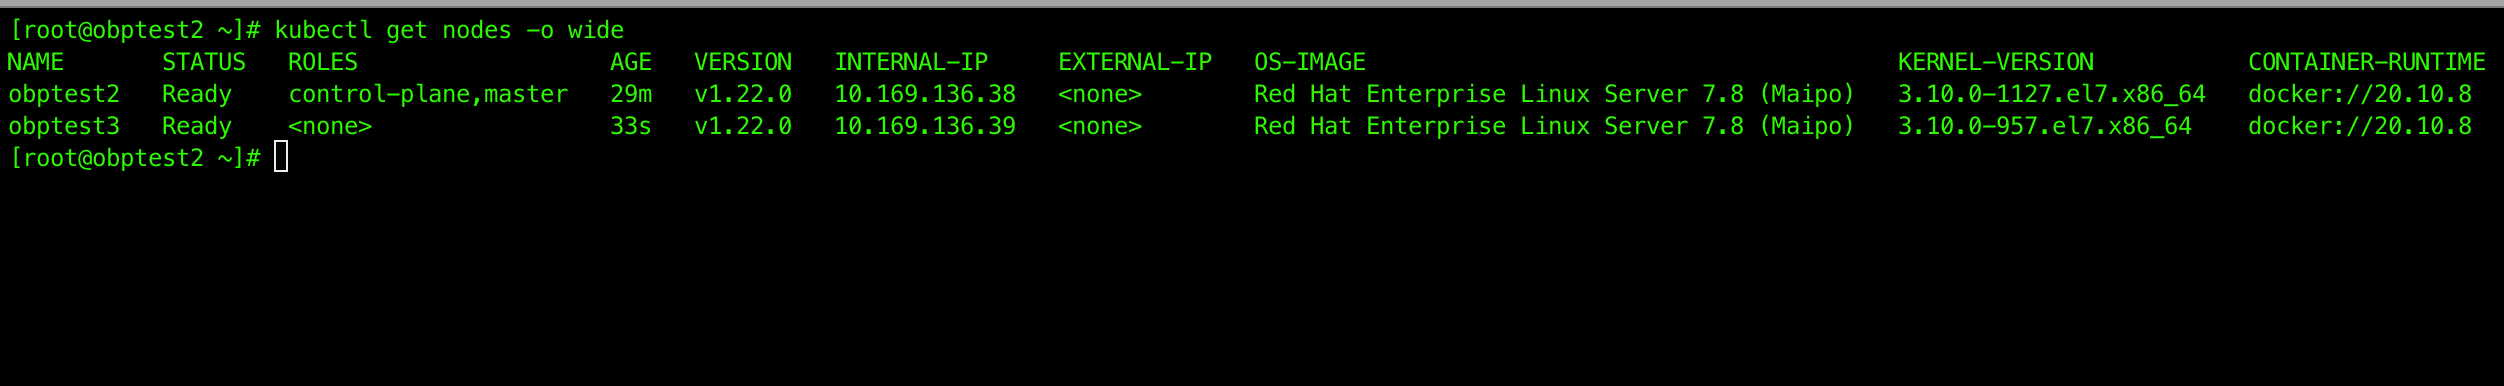 [root@obptest2 ~]# kubectl get nodes -o wide
NAME       STATUS   ROLES                  AGE   VERSION   INTERNAL-IP     EXTERNAL-IP   OS-IMAGE                                      KERNEL-VERSION           CONTAINER-RUNTIME
obptest2   Ready    control-plane,master   29m   v1.22.0   10.169.136.38   <none>        Red Hat Enterprise Linux Server 7.8 (Maipo)   3.10.0-1127.el7.x86_64   docker://20.10.8
obptest3   Ready    <none>                 33s   v1.22.0   10.169.136.39   <none>        Red Hat Enterprise Linux Server 7.8 (Maipo)   3.10.0-957.el7.x86_64    docker://20.10.8
[root@obptest2 ~]#